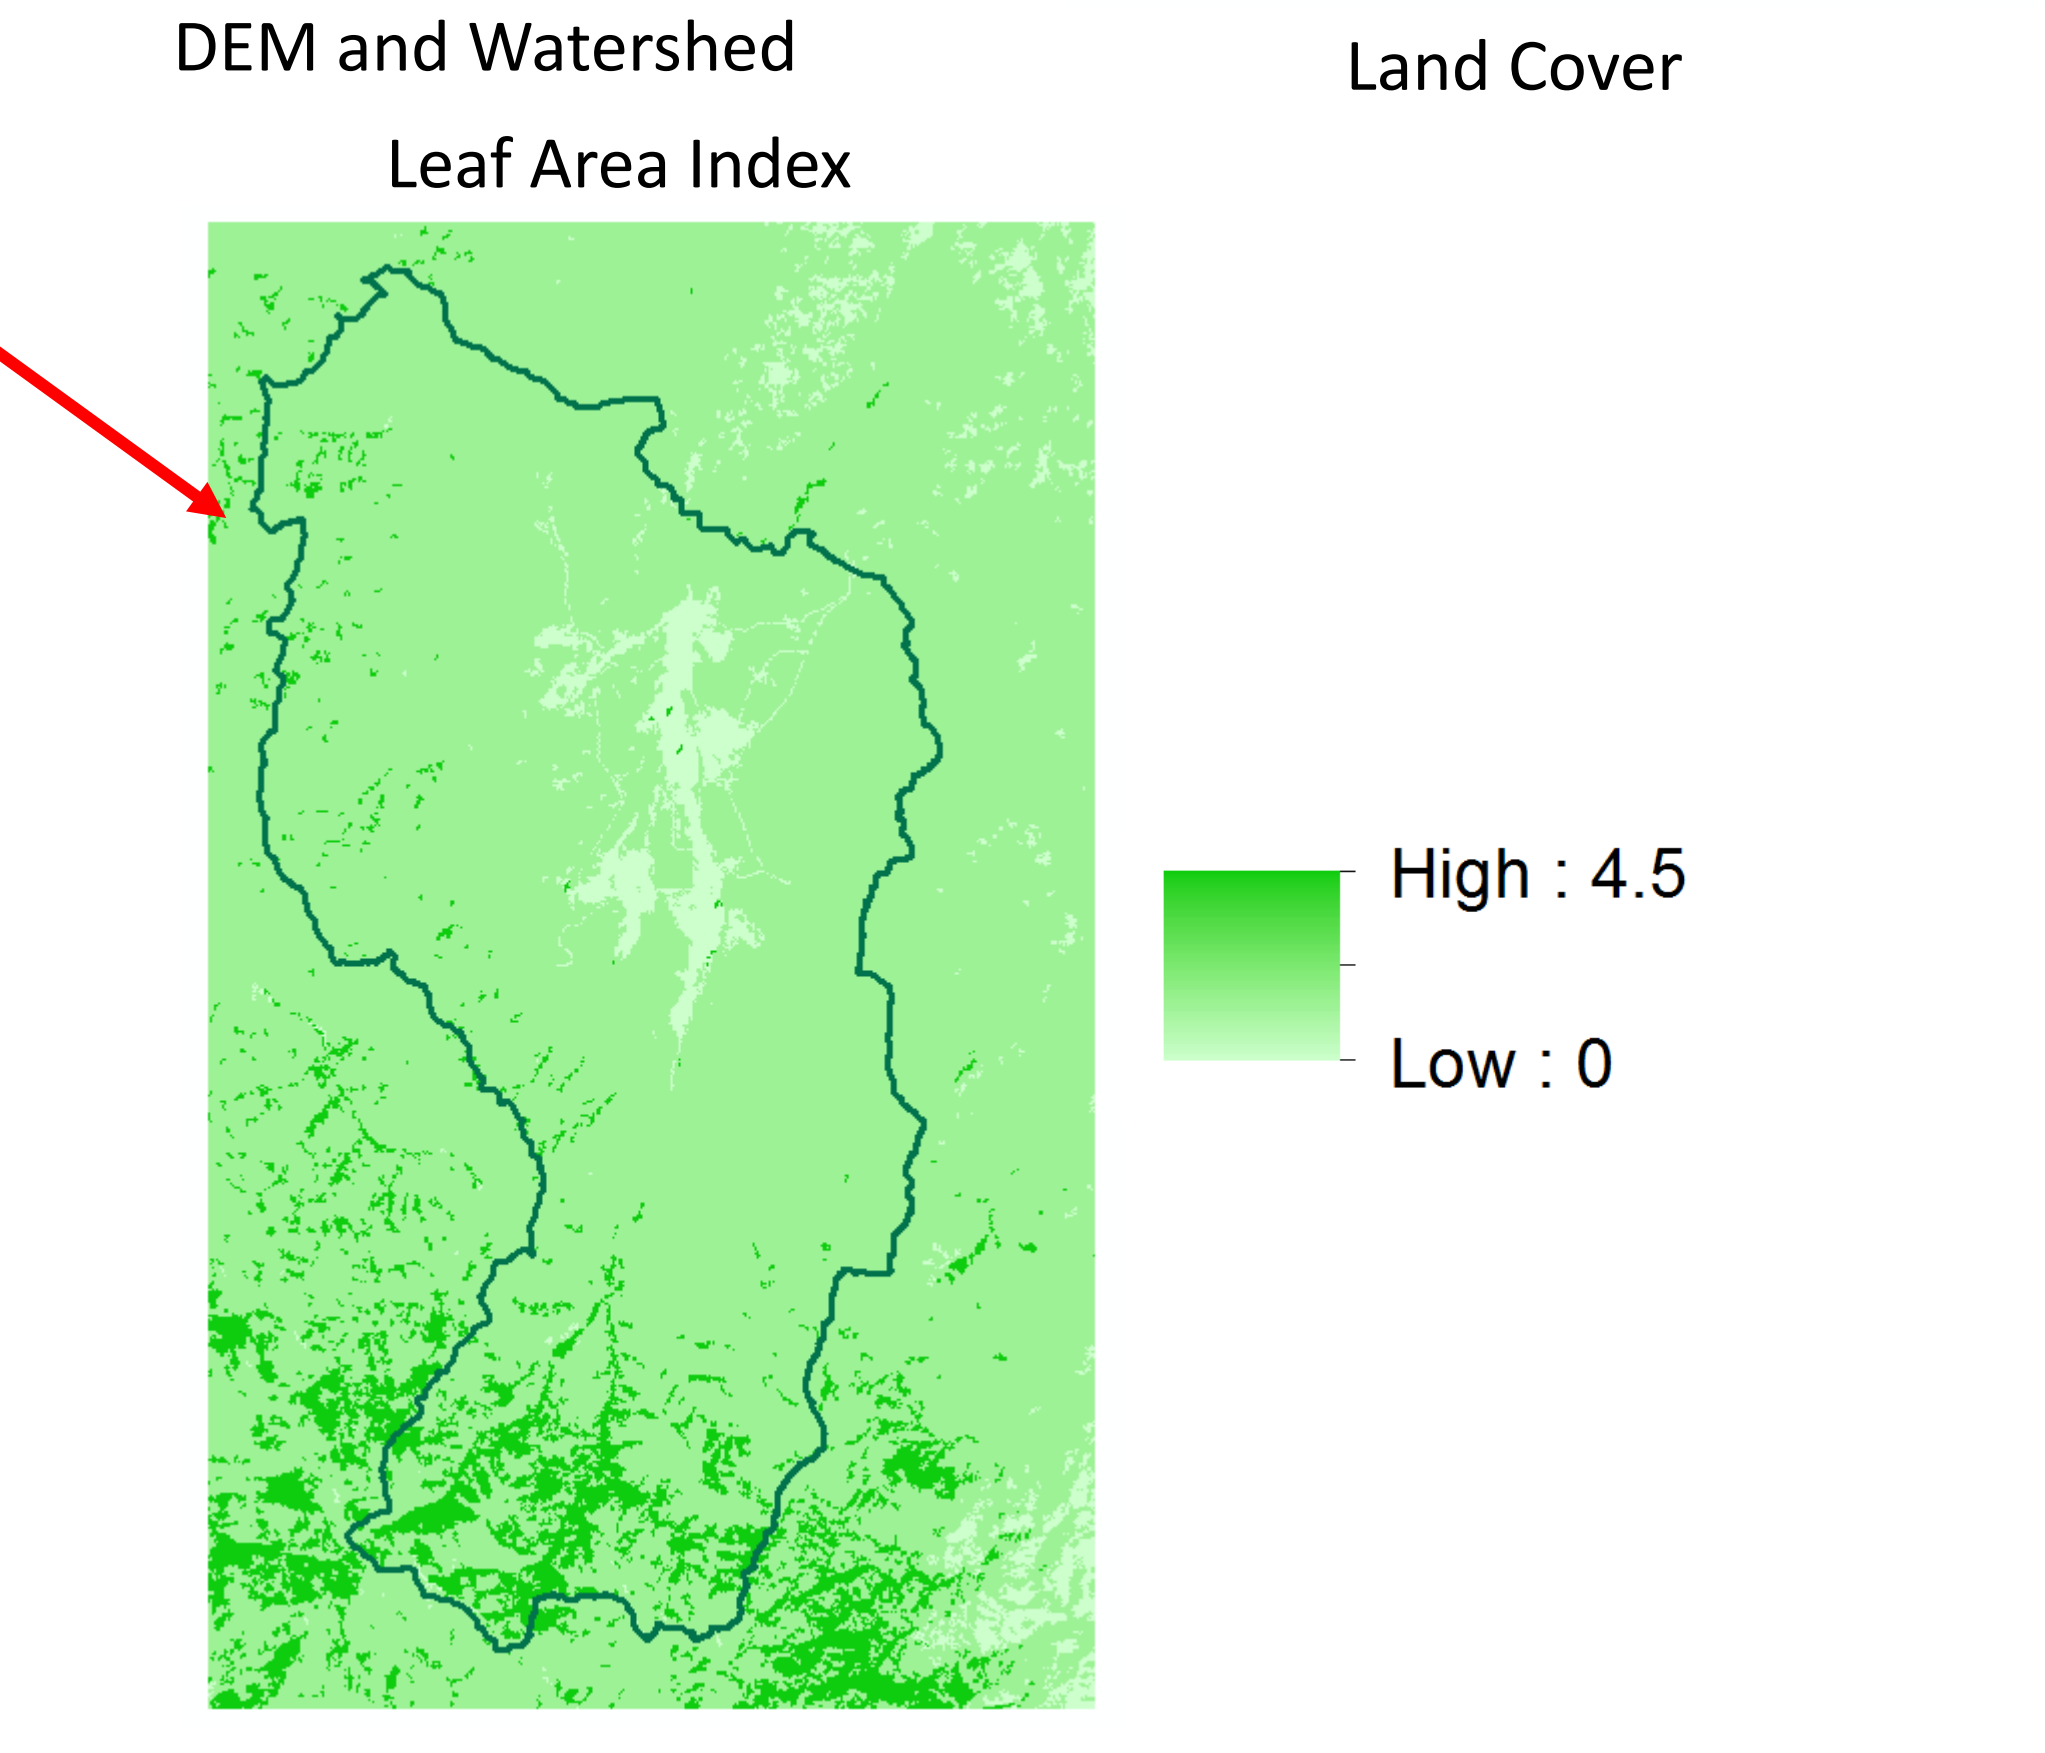 DEM and Watershed
Land Cover
Leaf Area Index
High : 4.5
Low : 0